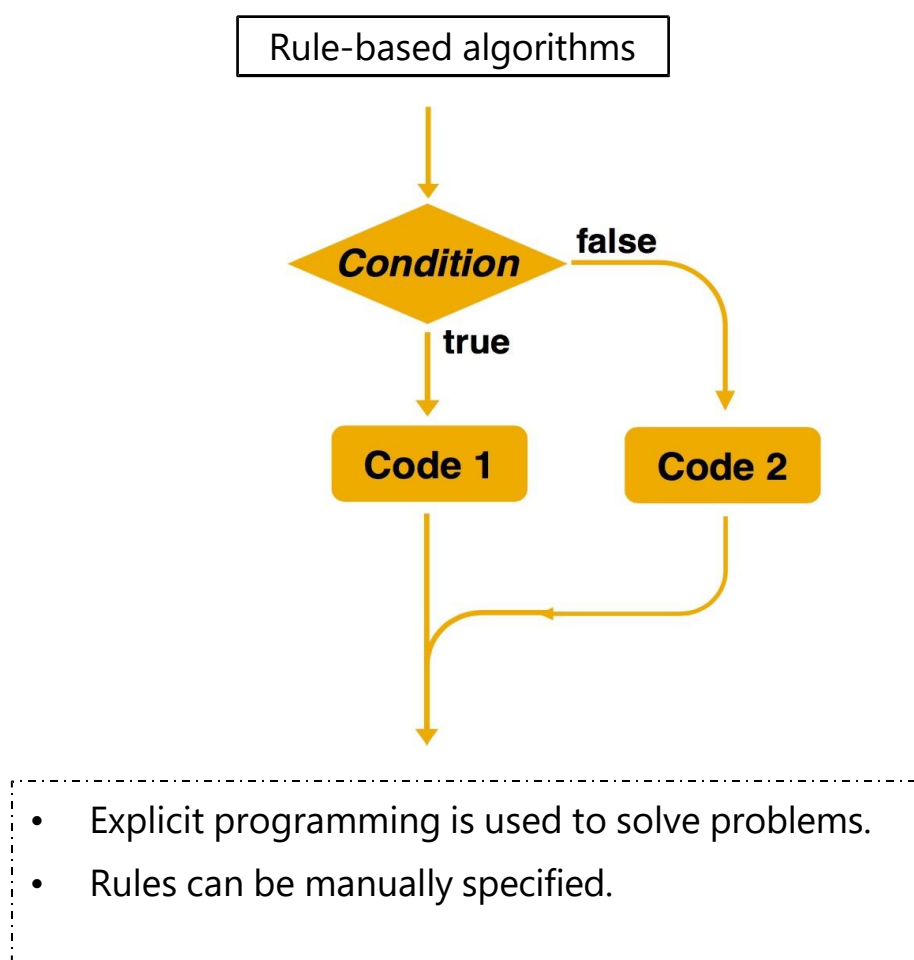 Rule-based algorithms
Condition
false
true
Code 1
Code 2
• Explicit programming is used to solve problems.
• Rules can be manually specified.